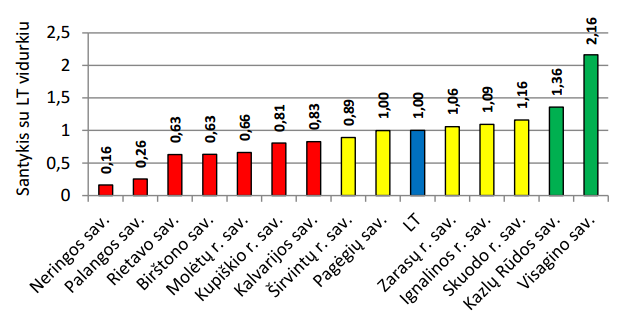 Santykis su LT vidurkiu
2,5
2
1,5
1
0,5
0
0,16
0,26
0,63
0,63
0,66
0,81
0,83
0,89
1,00
1,00
1,06
1,09
1,16
1,36
2,16
Neringos sav.
Palangos sav.
Rietavo sav.
Birštono sav.
Molėtų r. sav.
Kupiškio r. sav.
Kalvarijos sav.
Širvintų r. sav.
Pagėgių sav.
LT
Zarasų r. sav.
Ignalinos r. sav.
Skuodo r. sav.
Kazlų Rūdos sav.
Visagino sav.